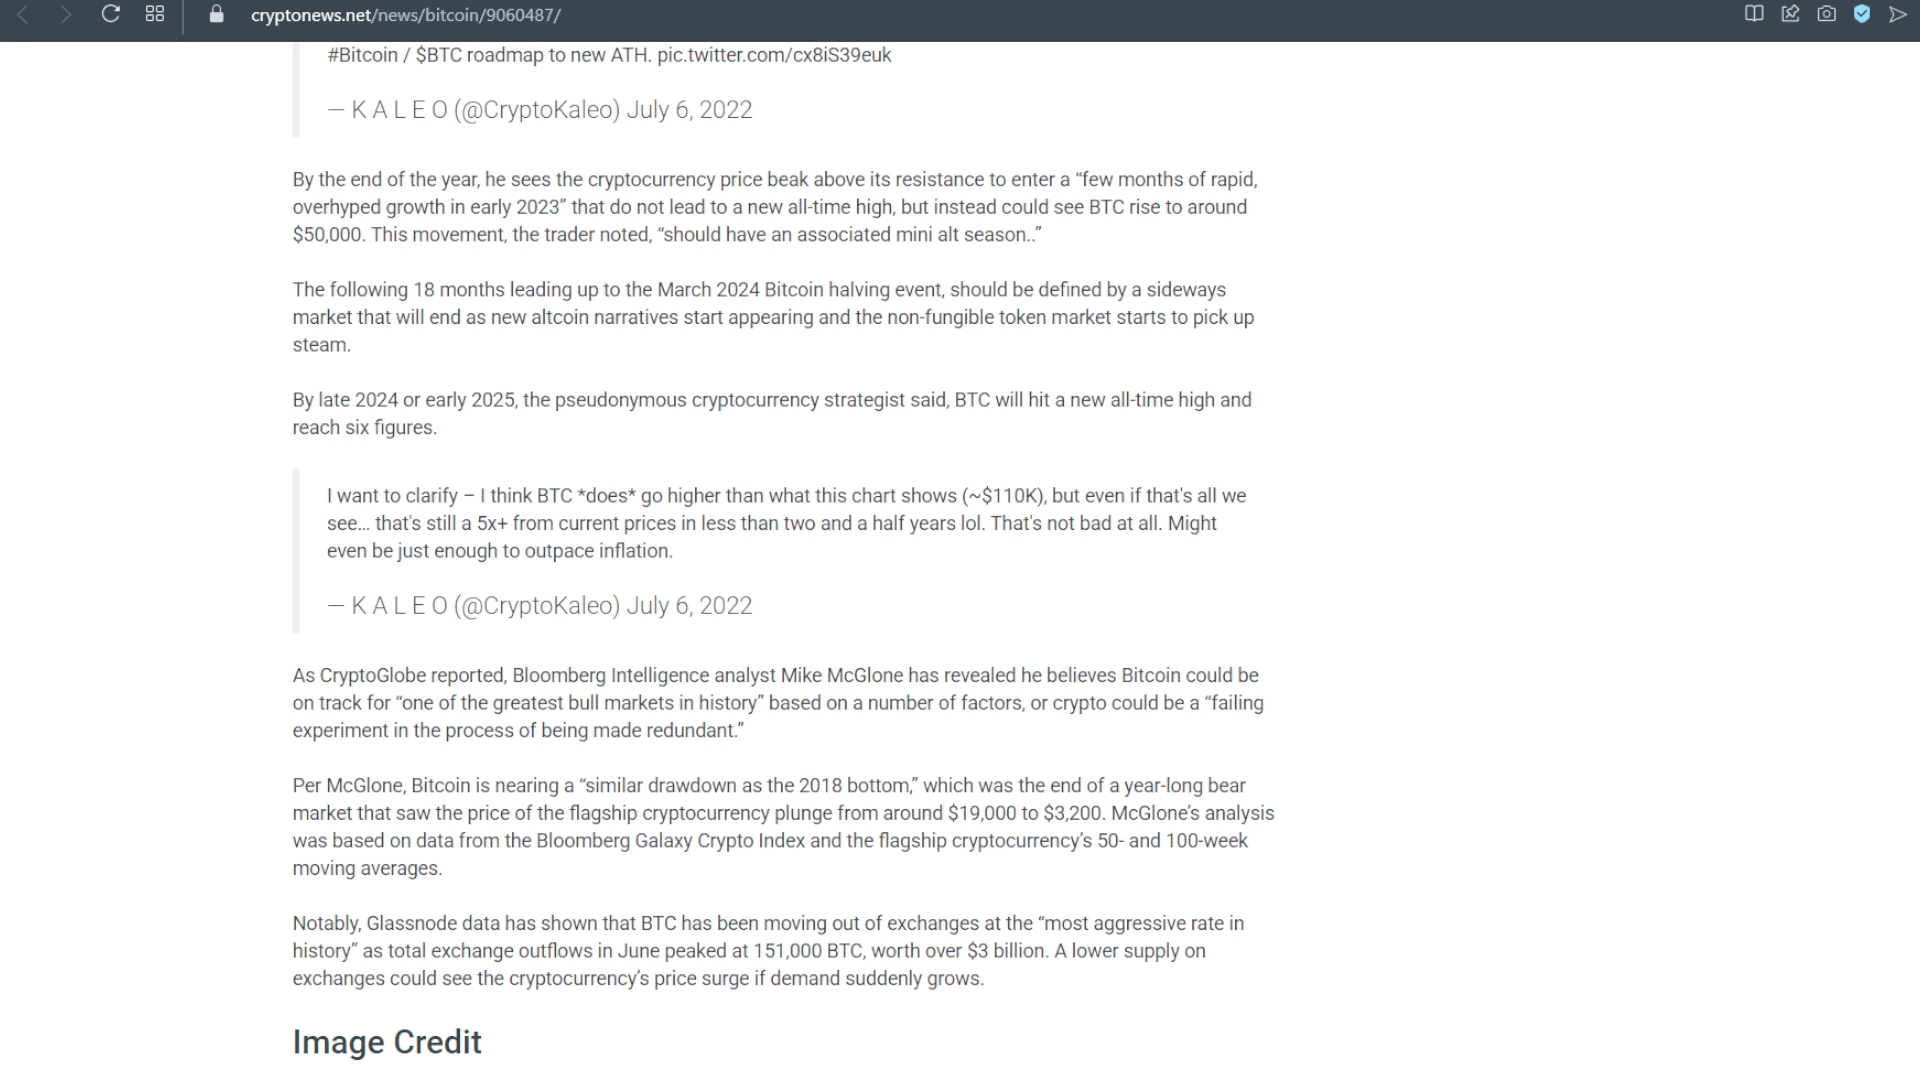 cryptonews.net/news/bitcoin/9060487/
#Bitcoin / $BTC roadmap to new ATH. pic.twitter.com/cx8iS39euk
— K A L E O (@CryptoKaleo) July 6, 2022
By the end of the year, he sees the cryptocurrency price beak above its resistance to enter a “few months of rapid,
overhyped growth in early 2023” that do not lead to a new all-time high, but instead could see BTC rise to around
$50,000. This movement, the trader noted, “should have an associated mini alt season..”
The following 18 months leading up to the March 2024 Bitcoin halving event, should be defined by a sideways
market that will end as new altcoin narratives start appearing and the non-fungible token market starts to pick up
steam.
By late 2024 or early 2025, the pseudonymous cryptocurrency strategist said, BTC will hit a new all-time high and
reach six figures.
I want to clarify – I think BTC *does* go higher than what this chart shows (~$110K), but even if that's all we
see... that's still a 5x+ from current prices in less than two and a half years lol. That's not bad at all. Might
even be just enough to outpace inflation.
— K A L E O (@CryptoKaleo) July 6, 2022
As CryptoGlobe reported, Bloomberg Intelligence analyst Mike McGlone has revealed he believes Bitcoin could be
on track for “one of the greatest bull markets in history” based on a number of factors, or crypto could be a “failing
experiment in the process of being made redundant.”
Per McGlone, Bitcoin is nearing a “similar drawdown as the 2018 bottom,” which was the end of a year-long bear
market that saw the price of the flagship cryptocurrency plunge from around $19,000 to $3,200. McGlone’s analysis
was based on data from the Bloomberg Galaxy Crypto Index and the flagship cryptocurrency’s 50- and 100-week
moving averages.
Notably, Glassnode data has shown that BTC has been moving out of exchanges at the “most aggressive rate in
history” as total exchange outflows in June peaked at 151,000 BTC, worth over $3 billion. A lower supply on
exchanges could see the cryptocurrency’s price surge if demand suddenly grows.
Image Credit